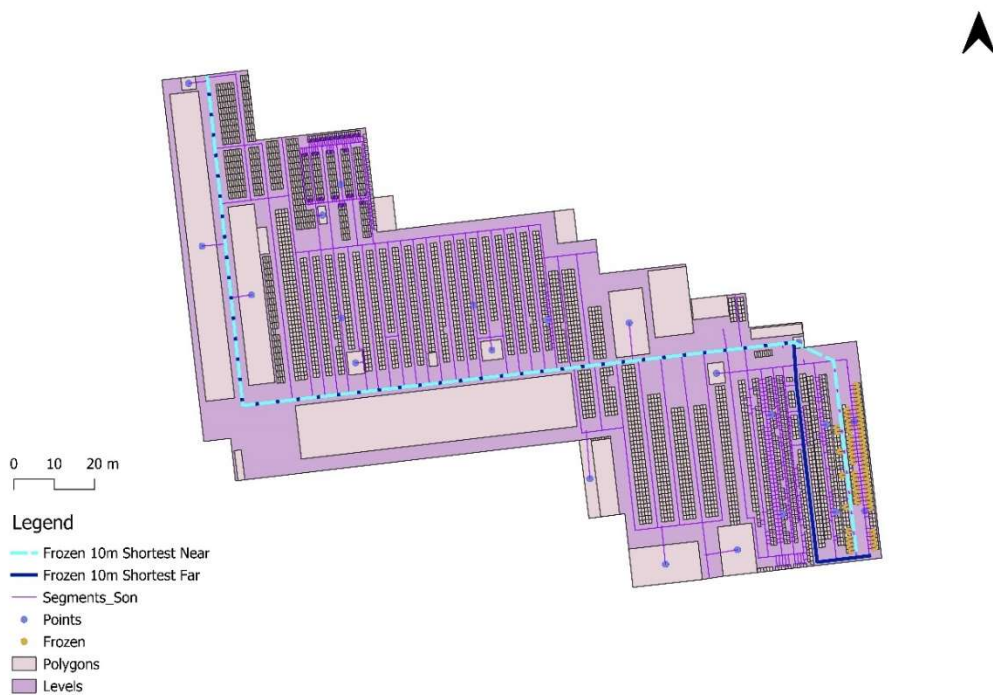 0 10 20 m
Legend
Frozen 10m Shortest Near
Frozen 10m Shortest Far
Segments_Son
Points
Frozen
Polygons
Levels